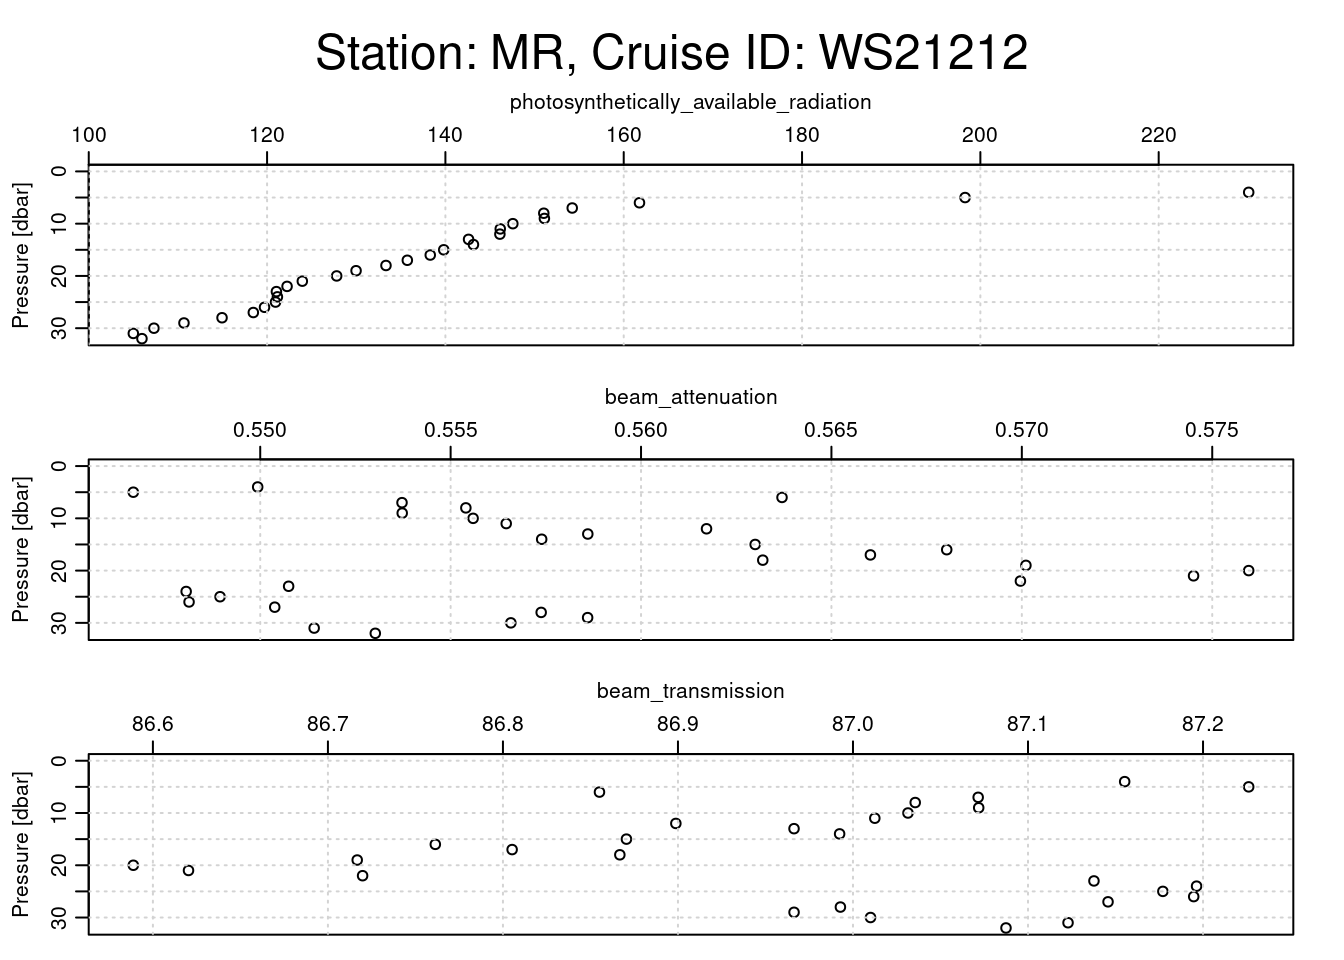 Station: MR, Cruise ID: WS21212
photosynthetically_available_radiation
100 120 140 160 180 200 220
Pressure [dbar]
0 10 20 30
beam_attenuation
0.550 0.555 0.560 0.565 0.570 0.575
Pressure [dbar]
0 10 20 30
beam_transmission
86.6 86.7 86.8 86.9 87.0 87.1 87.2
Pressure [dbar]
0 10 20 30